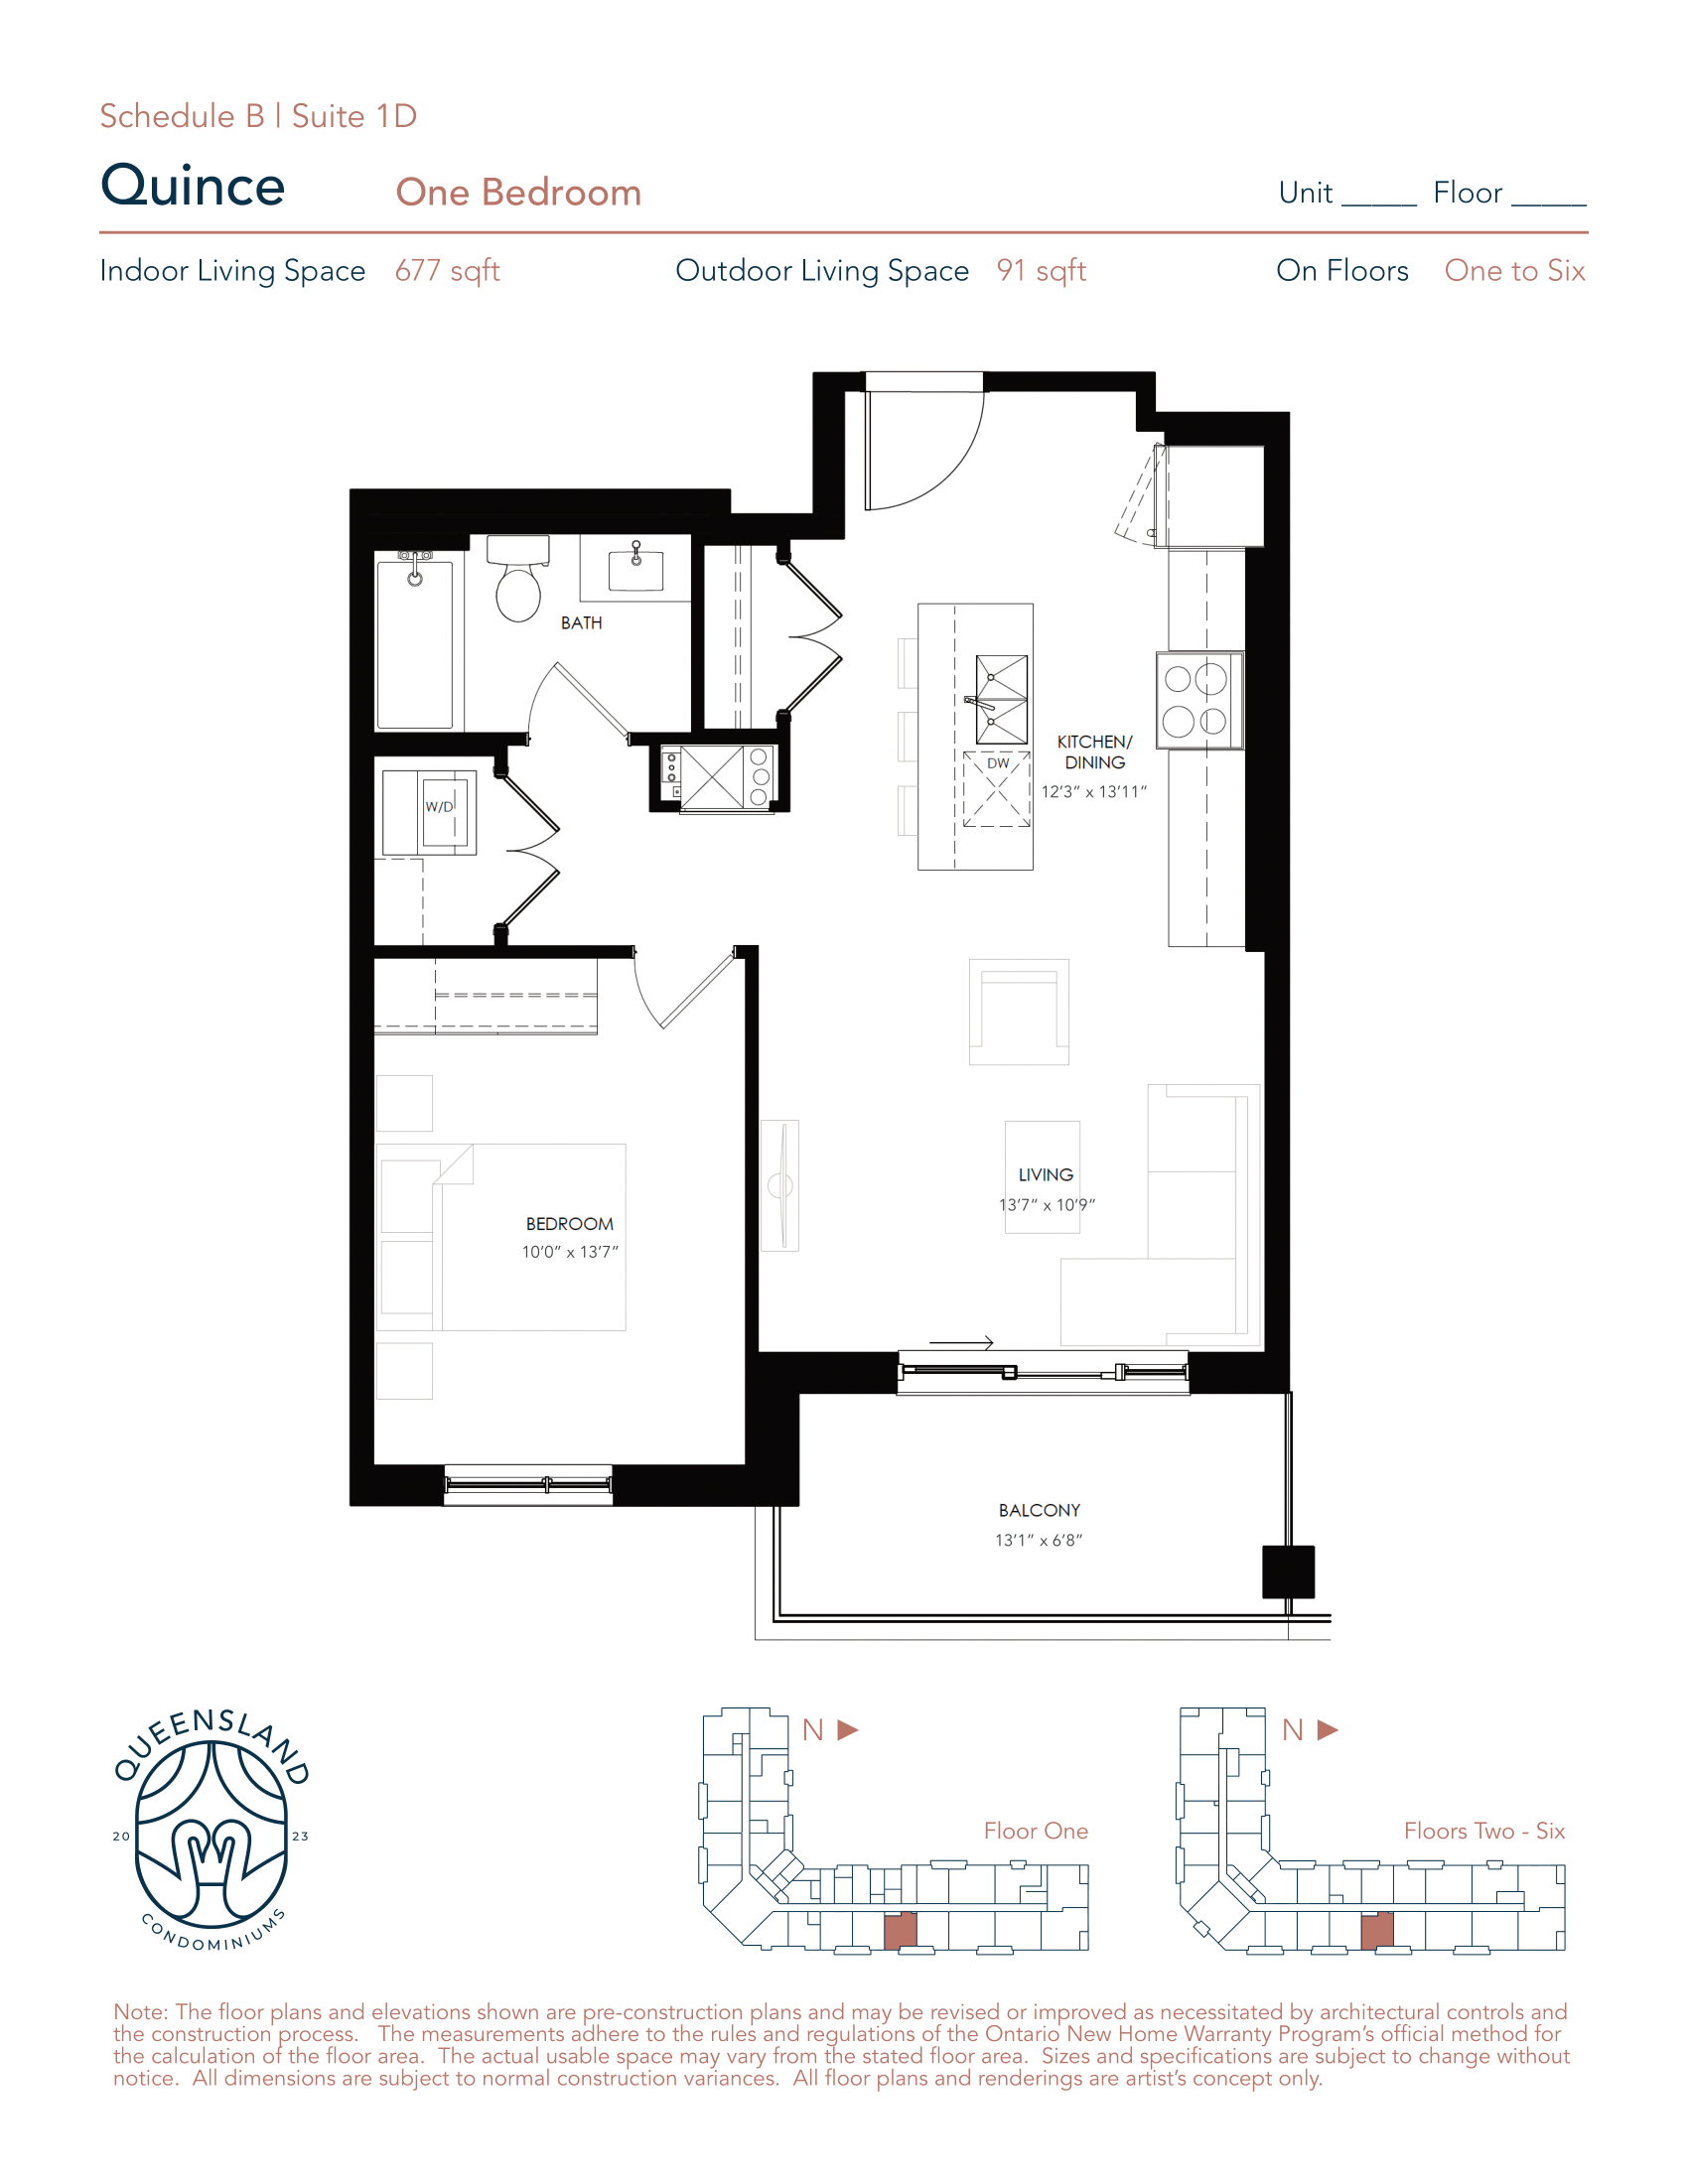 Schedule B | Suite 1D
Quince One Bedroom Unit _____ Floor _____
Indoor Living Space 677 sqft Outdoor Living Space 91 sqft On Floors One to Six
BATH
W/D
DW
KITCHEN/
DINING
12'3" x 13'11"
LIVING
13'7" x 10'9"
BEDROOM
10'0" x 13'7"
BALCONY
13'1" x 6'8"
QUEENSLAND
20 23
CONDOMINIUMS
N
Floor One
N
Floors Two - Six
Note: The floor plans and elevations shown are pre-construction plans and may be revised or improved as necessitated by architectural controls and
the construction process. The measurements adhere to the rules and regulations of the Ontario New Home Warranty Program's official method for
the calculation of the floor area. The actual usable space may vary from the stated floor area. Sizes and specifications are subject to change without
notice. All dimensions are subject to normal construction variances. All floor plans and renderings are artist's concept only.